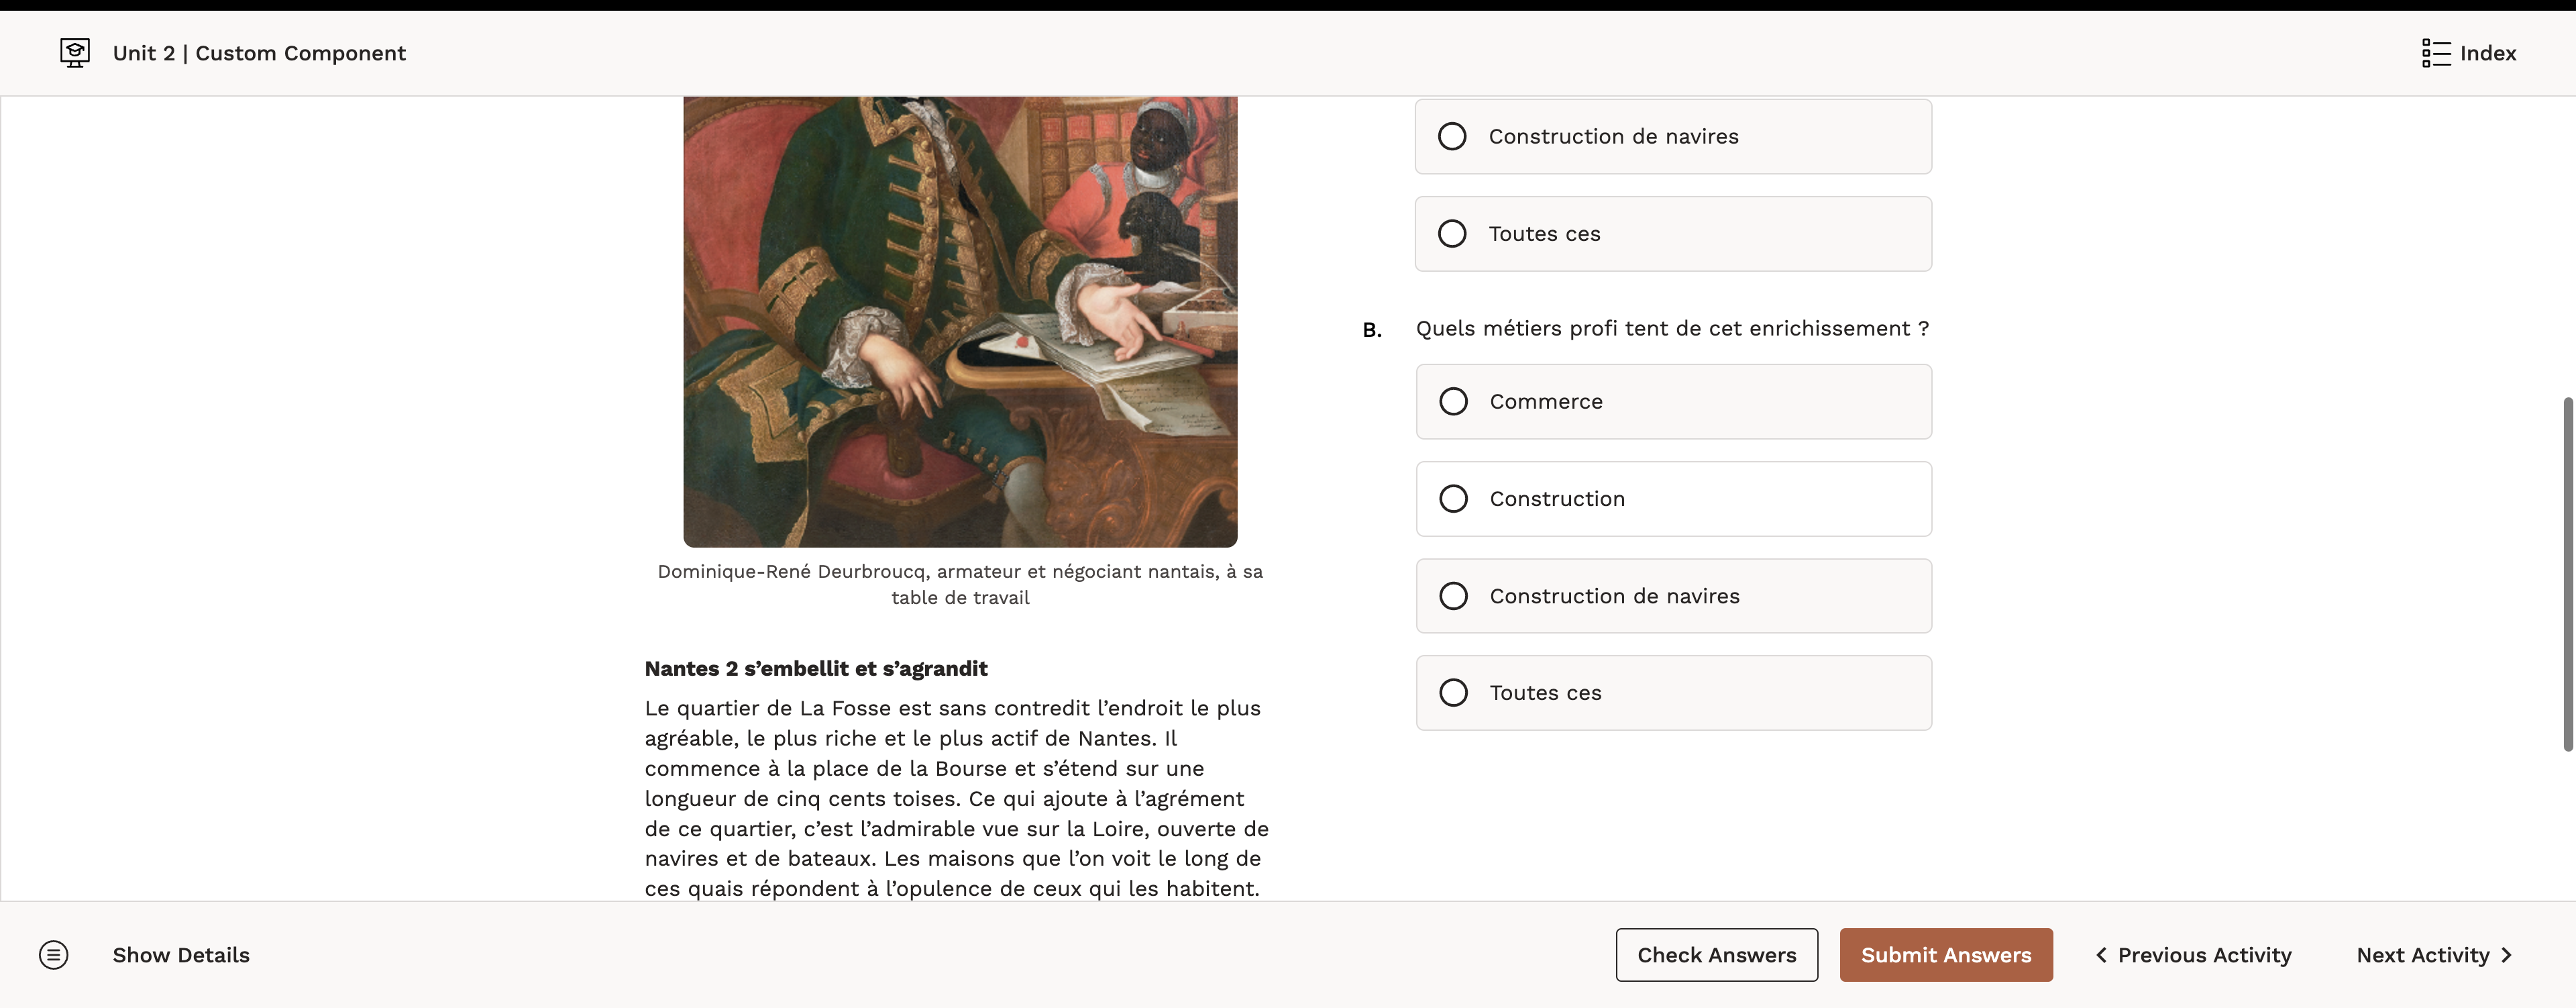 Unit 2 | Custom Component
Index
Dominique-René Deurbroucq, armateur et négociant nantais, à sa
table de travail
Nantes 2 s’embellit et s’agrandit
Le quartier de La Fosse est sans contredit l’endroit le plus
agréable, le plus riche et le plus actif de Nantes. Il
commence à la place de la Bourse et s’étend sur une
longueur de cinq cents toises. Ce qui ajoute à l’agrément
de ce quartier, c’est l’admirable vue sur la Loire, ouverte de
navires et de bateaux. Les maisons que l’on voit le long de
ces quais répondent à l’opulence de ceux qui les habitent.
Construction de navires
Toutes ces
B. Quels métiers profi tent de cet enrichissement ?
Commerce
Construction
Construction de navires
Toutes ces
Show Details
Check Answers
Submit Answers
Previous Activity
Next Activity